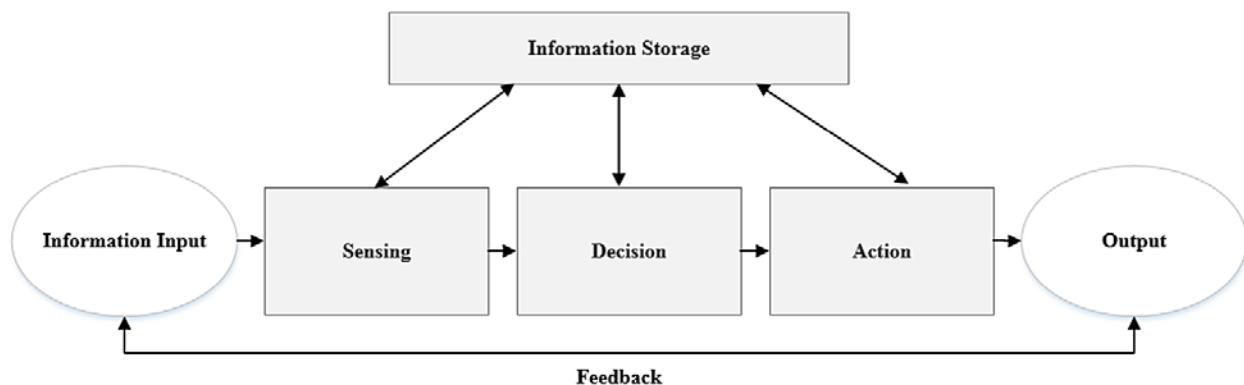 Information Storage
Information Input
Sensing
Decision
Action
Output
Feedback